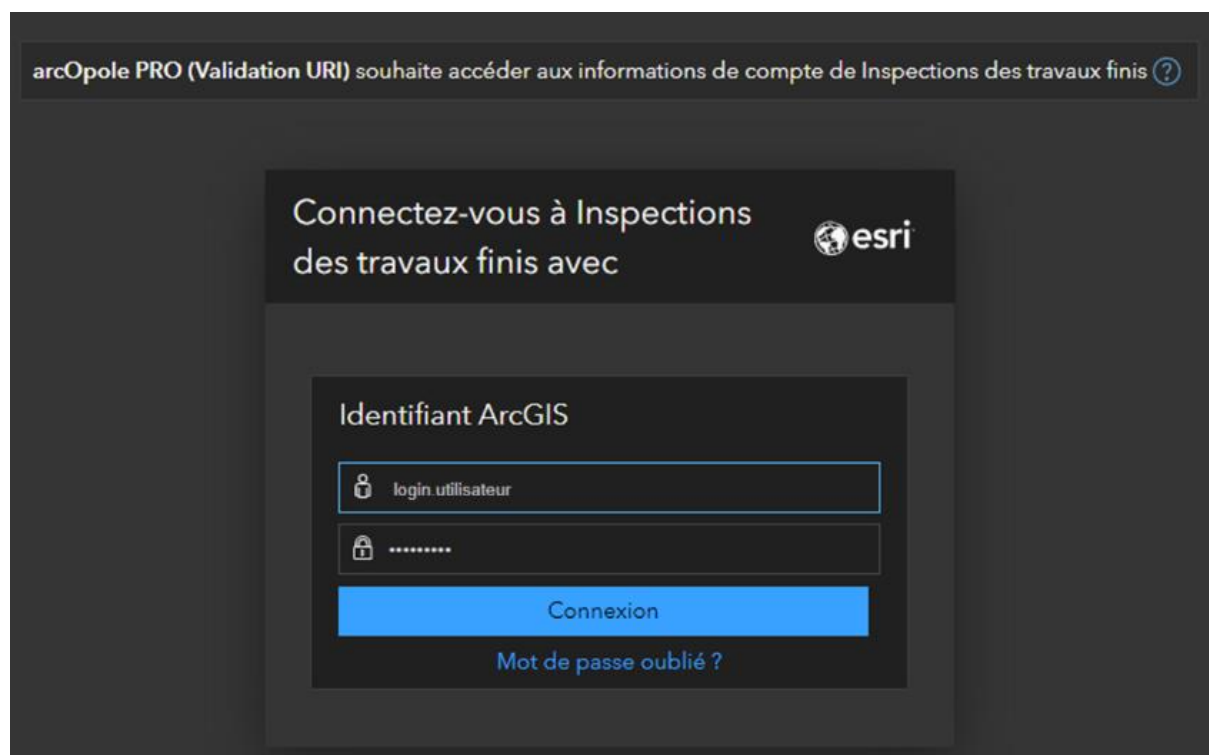 arcOpole PRO (Validation URI) souhaite accéder aux informations de compte de Inspections des travaux finis ?
Connectez-vous à Inspections
des travaux finis avec
esri
Identifiant ArcGIS
login.utilisateur
•••••••••
Connexion
Mot de passe oublié ?